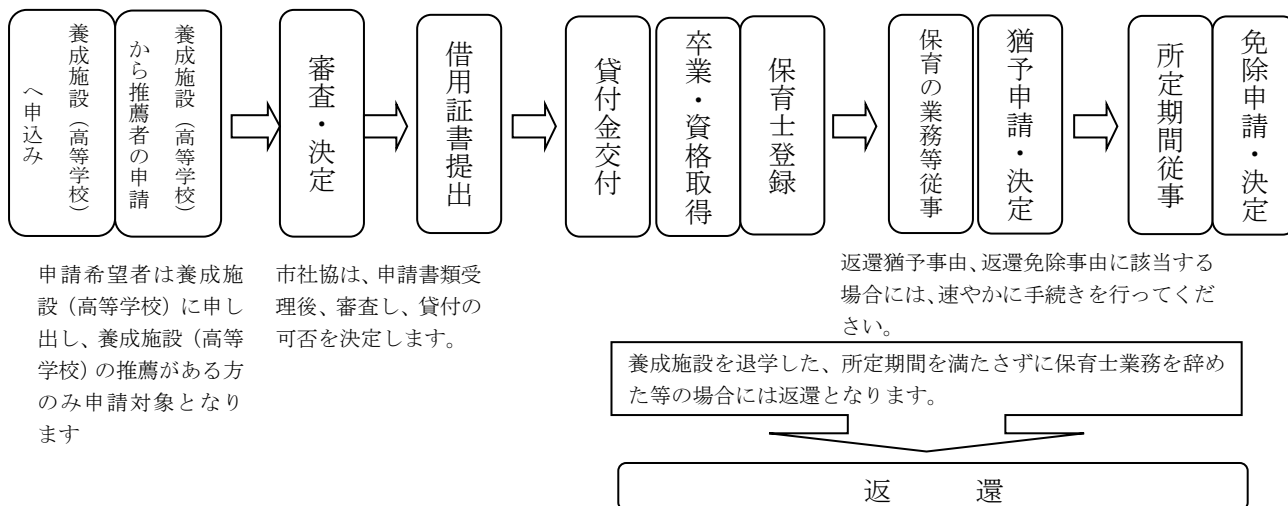 養成施設（高等学校）
へ申込み
養成施設（高等学校）
から推薦者の申請
審査・決定
借用証書提出
貸付金交付
卒業・資格取得
保育士登録
保育の業務等従事
猶予申請・決定
所定期間従事
免除申請・決定
申請希望者は養成施
設（高等学校）に申し
出し、養成施設（高等
学校）の推薦がある方
のみ申請対象となり
ます
市社協は、申請書類受
理後、審査し、貸付の
可否を決定します。
返還猶予事由、返還免除事由に該当する
場合には、速やかに手続きを行ってくだ
さい。
養成施設を退学した、所定期間を満たさずに保育士業務を辞め
た等の場合には返還となります。
返　　還